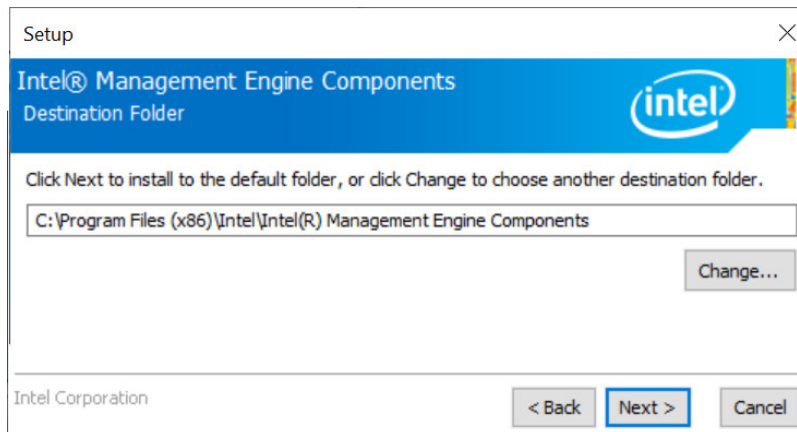 Setup
Intel® Management Engine Components
Destination Folder
intel
Click Next to install to the default folder, or click Change to choose another destination folder.
C:\Program Files (x86)\Intel\Intel(R) Management Engine Components
Change...
Intel Corporation
< Back
Next >
Cancel